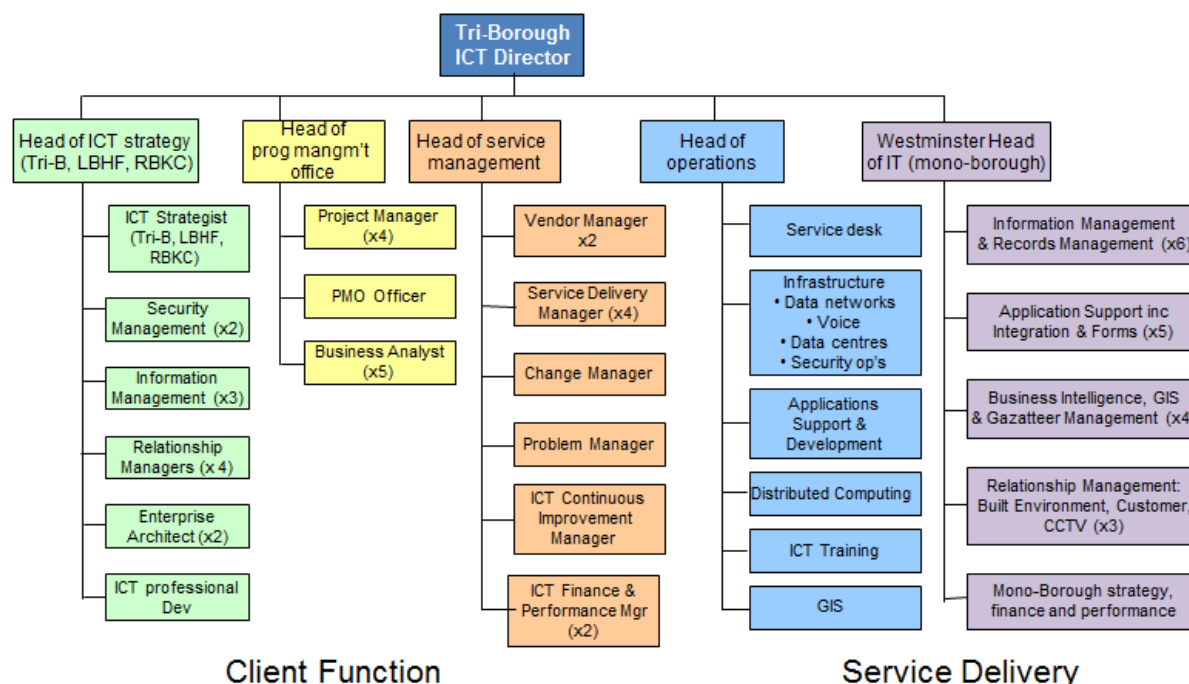 Tri-Borough
ICT Director
Head of ICT strategy
(Tri-B, LBHF, RBKC)
Head of
prog mangm't
office
Head of service
management
Head of
operations
Westminster Head
of IT (mono-borough)
ICT Strategist
(Tri-B, LBHF,
RBKC)
Security
Management (x2)
Information
Management (x3)
Relationship
Managers (x 4)
Enterprise
Architect (x2)
ICT professional
Dev
Project Manager
(x4)
PMO Officer
Business Analyst
(x5)
Vendor Manager
x2
Service Delivery
Manager (x4)
Change Manager
Problem Manager
ICT Continuous
Improvement
Manager
ICT Finance &
Performance Mgr
(x2)
Service desk
Infrastructure
• Data networks
• Voice
• Data centres
• Security op's
Applications
Support &
Development
Distributed Computing
ICT Training
GIS
Information Management
& Records Management (x6)
Application Support inc
Integration & Forms (x5)
Business Intelligence, GIS
& Gazatteer Management (x4
Relationship Management:
Built Environment, Customer,
CCTV (x3)
Mono-Borough strategy,
finance and performance
Client Function
Service Delivery